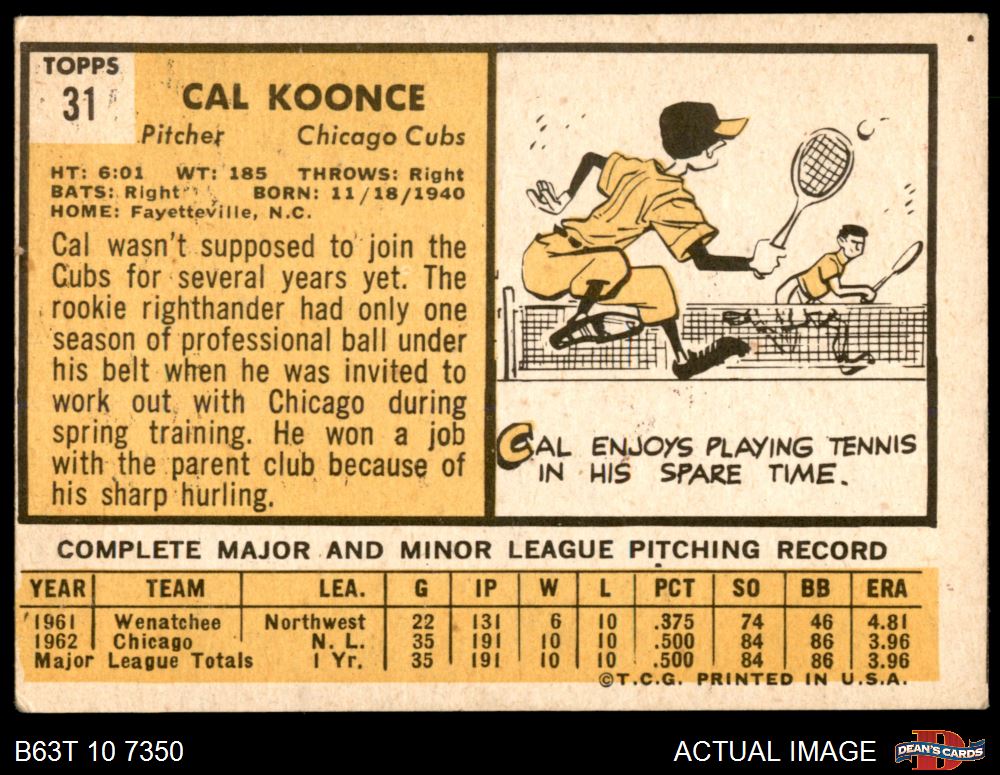 TOPPS
31
CAL KOONCE
Pitcher Chicago Cubs
HT: 6:01 WT: 185 THROWS: Right
BATS: Right BORN: 11/18/1940
HOME: Fayetteville, N.C.
Cal wasn't supposed to join the
Cubs for several years yet. The
rookie righthander had only one
season of professional ball under
his belt when he was invited to
work out with Chicago during
spring training. He won a job
with the parent club because of
his sharp hurling.
CAL ENJOYS PLAYING TENNIS
IN HIS SPARE TIME.
COMPLETE MAJOR AND MINOR LEAGUE PITCHING RECORD
YEAR TEAM LEA. G IP W L PCT SO BB ERA
1961 Wenatchee Northwest 22 131 6 10 .375 74 46 4.81
1962 Chicago N. L. 35 191 10 10 .500 84 86 3.96
Major League Totals 1 Yr. 35 191 10 10 .500 84 86 3.96
©T.C.G. PRINTED IN U.S.A.
B63T 10 7350
ACTUAL IMAGE
D
DEAN'S CARDS